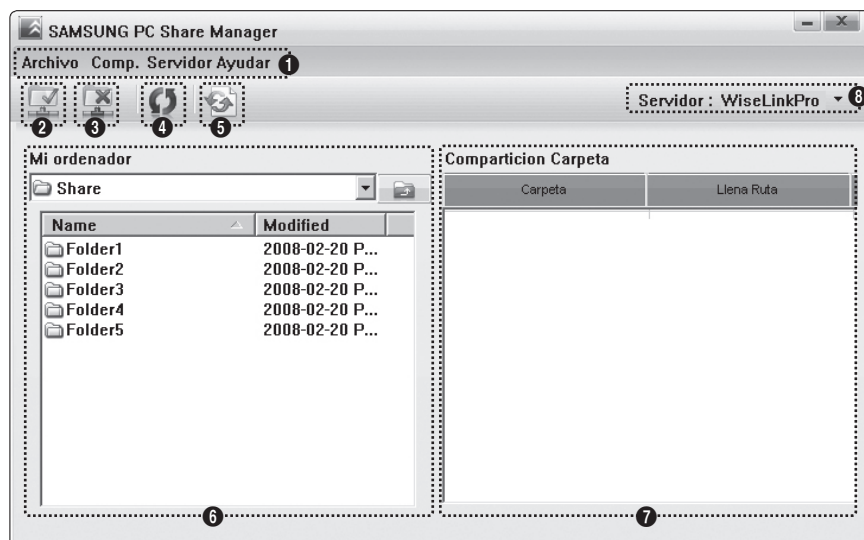 SAMSUNG PC Share Manager
Archivo Comp. Servidor Ayudar 1
2 3 4 5
Servidor : WiseLinkPro 8
Mi ordenador
Share
Name Modified
Folder1 2008-02-20 P...
Folder2 2008-02-20 P...
Folder3 2008-02-20 P...
Folder4 2008-02-20 P...
Folder5 2008-02-20 P...
6
Comparticion Carpeta
Carpeta Llena Ruta
7